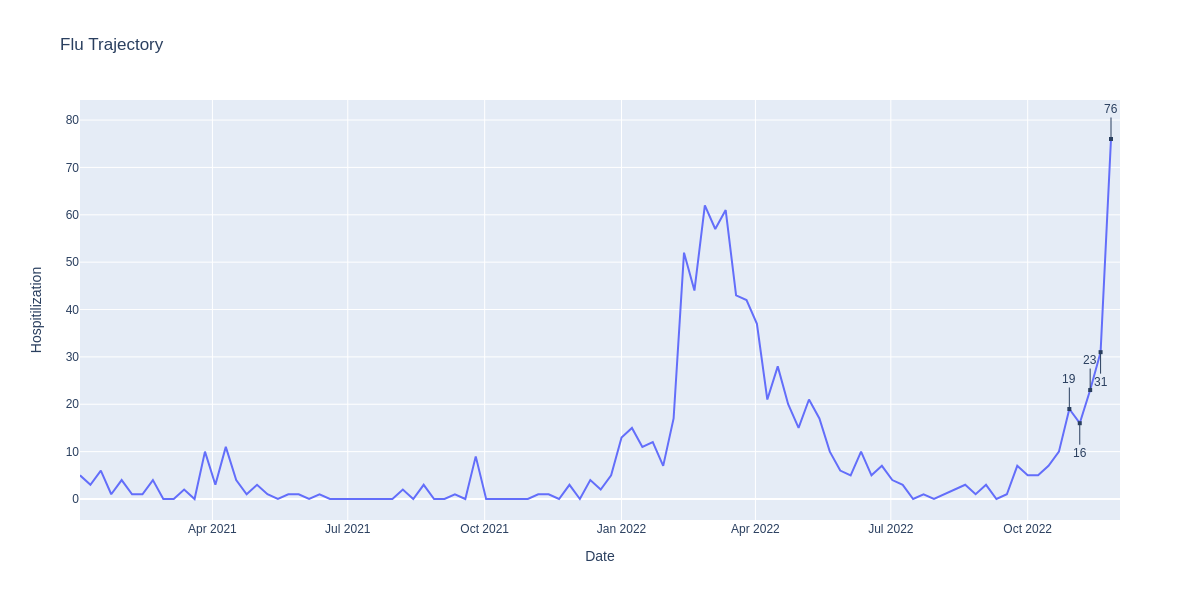 Flu Trajectory
Hospitilization
80
70
60
50
40
30
20
10
0
76
23
31
19
16
Apr 2021
Jul 2021
Oct 2021
Jan 2022
Apr 2022
Jul 2022
Oct 2022
Date